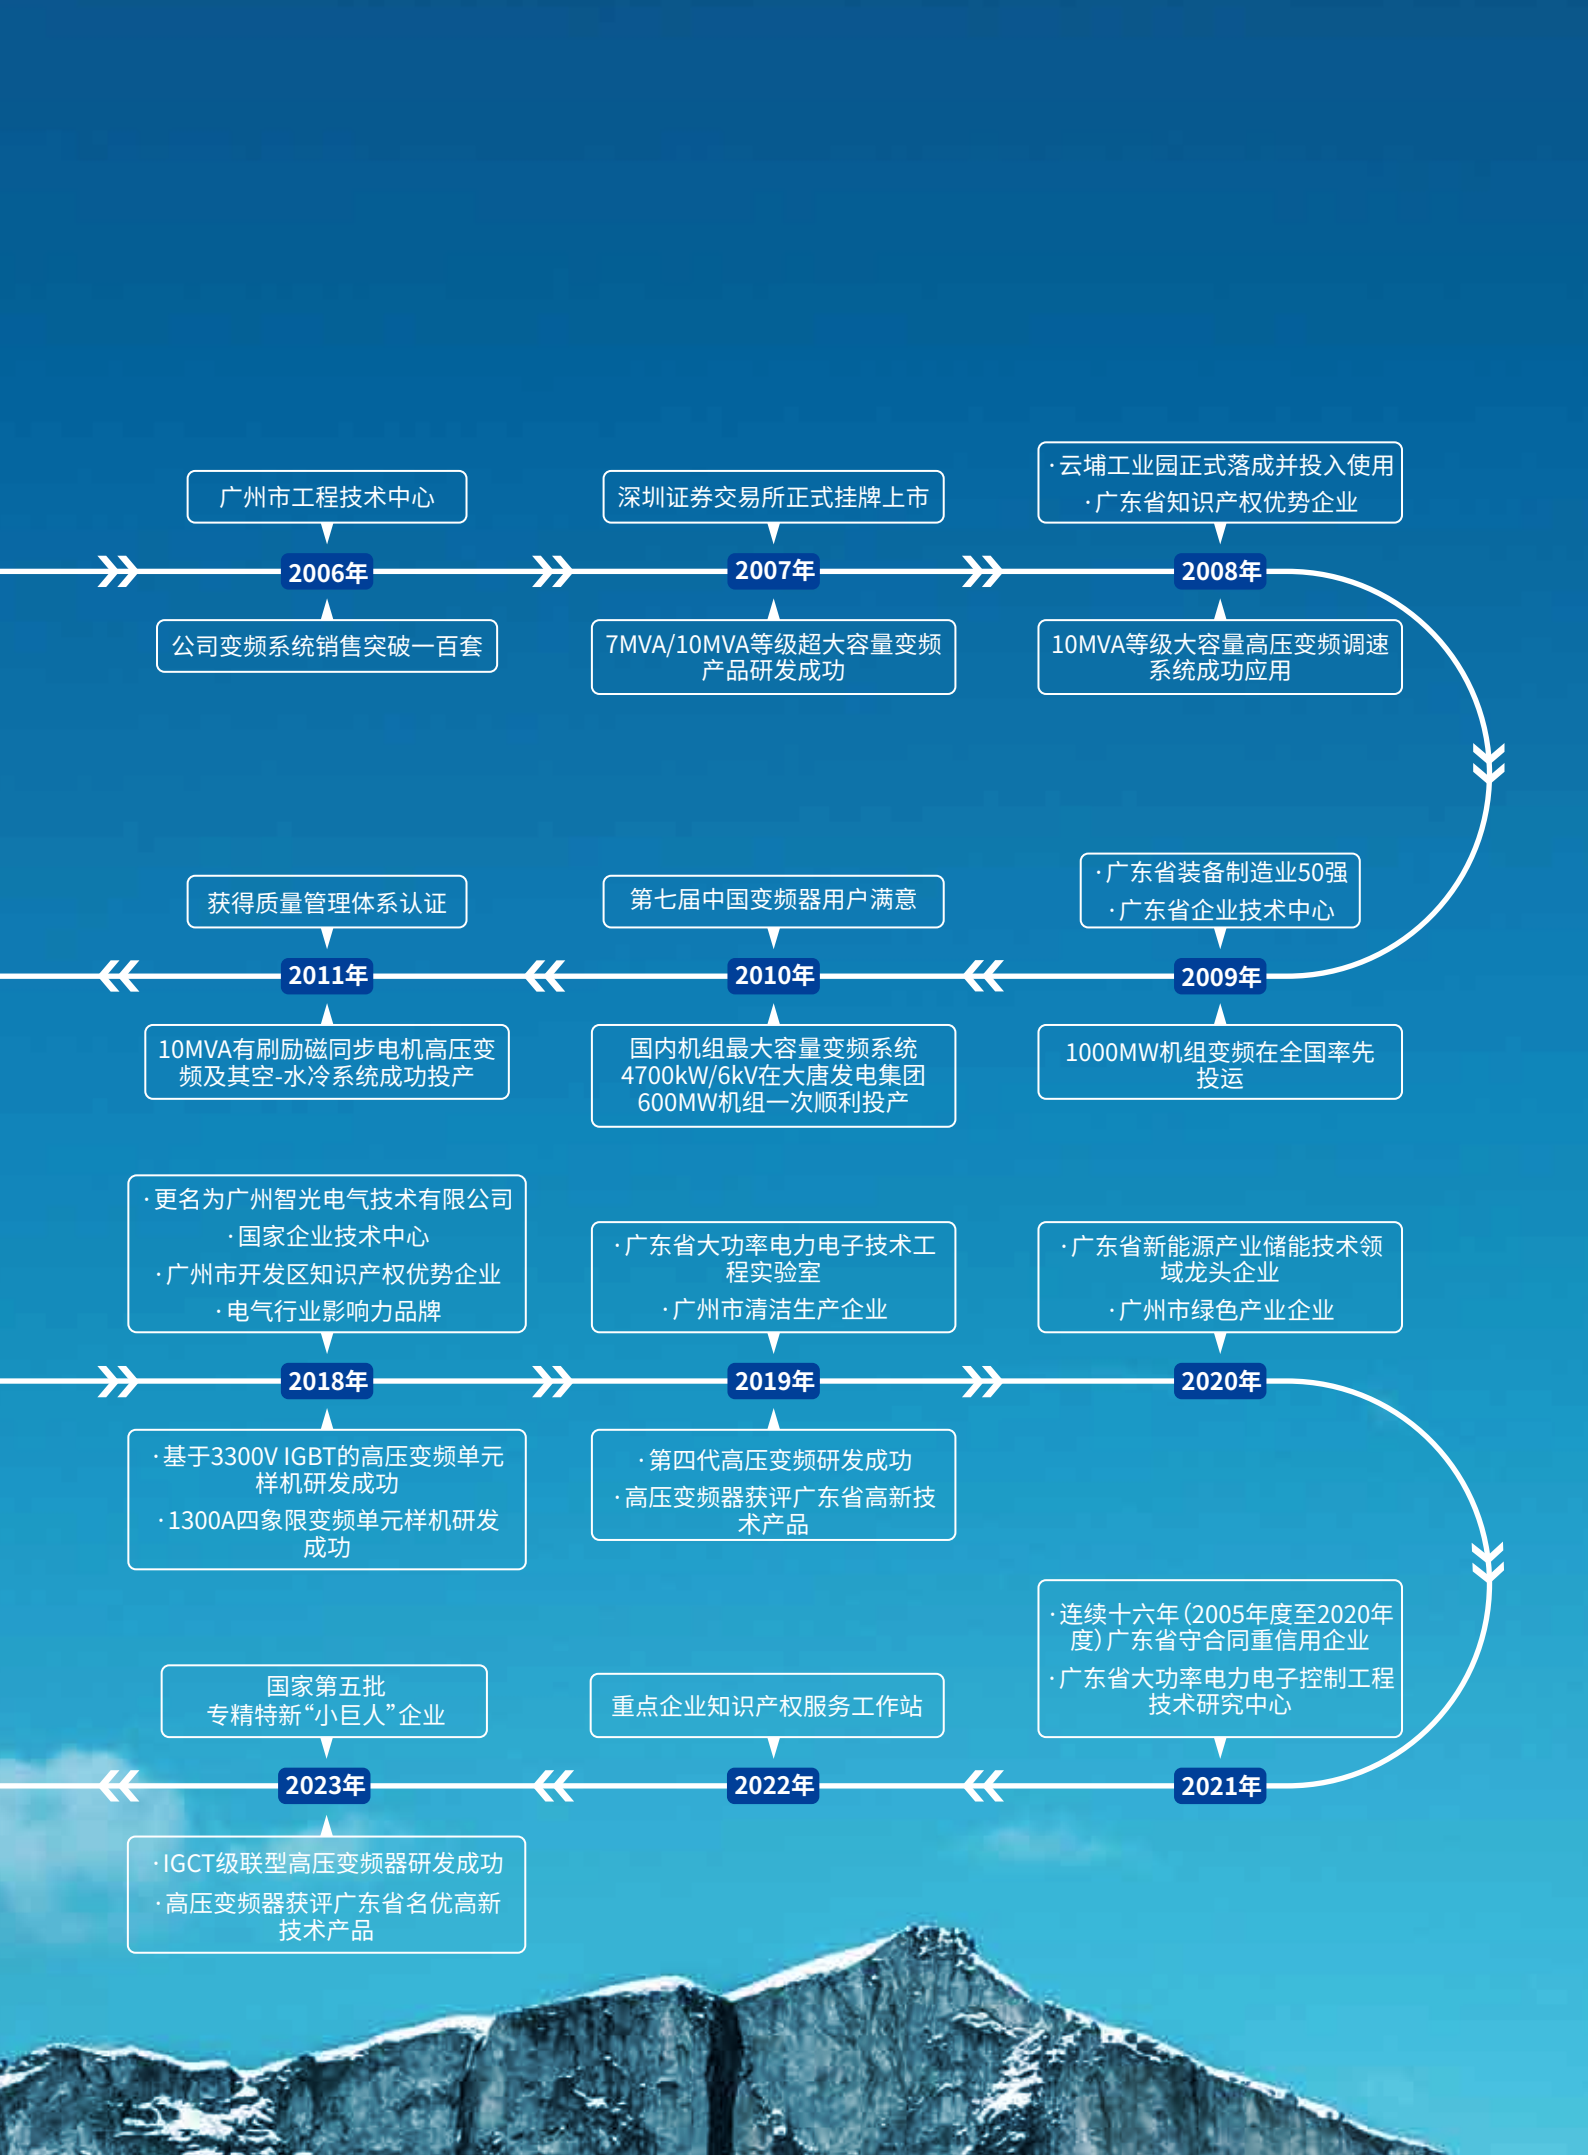 广州市工程技术中心
2006年
公司变频系统销售突破一百套
深圳证券交易所正式挂牌上市
2007年
7MVA/10MVA等级超大容量变频
产品研发成功
·云埔工业园正式落成并投入使用
·广东省知识产权优势企业
2008年
10MVA等级大容量高压变频调速
系统成功应用
·广东省装备制造业50强
·广东省企业技术中心
2009年
1000MW机组变频在全国率先
投运
第七届中国变频器用户满意
2010年
国内机组最大容量变频系统
4700kW/6kV在大唐发电集团
600MW机组一次顺利投产
获得质量管理体系认证
2011年
10MVA有刷励磁同步电机高压变
频及其空-水冷系统成功投产
·更名为广州智光电气技术有限公司
·国家企业技术中心
·广州市开发区知识产权优势企业
·电气行业影响力品牌
2018年
·基于3300V IGBT的高压变频单元
样机研发成功
·1300A四象限变频单元样机研发
成功
·广东省大功率电力电子技术工
程实验室
·广州市清洁生产企业
2019年
·第四代高压变频研发成功
·高压变频器获评广东省高新技
术产品
·广东省新能源产业储能技术领
域龙头企业
·广州市绿色产业企业
2020年
·连续十六年（2005年度至2020年
度）广东省守合同重信用企业
·广东省大功率电力电子控制工程
技术研究中心
2021年
重点企业知识产权服务工作站
2022年
国家第五批
专精特新“小巨人”企业
2023年
·IGCT级联型高压变频器研发成功
·高压变频器获评广东省名优高新
技术产品